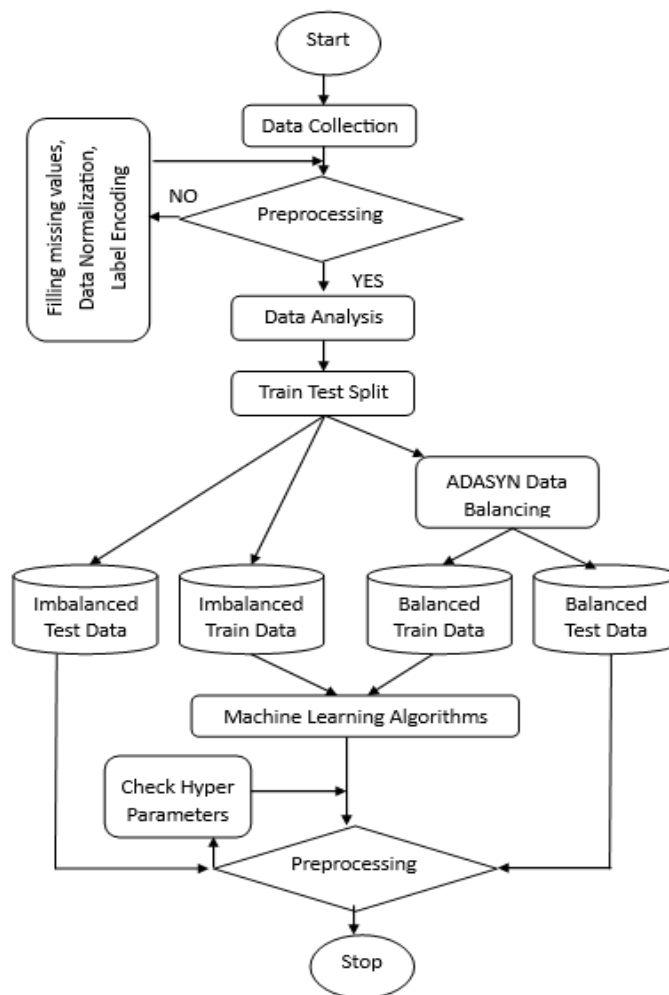 Start
Data Collection
Filling missing values,
Data Normalization,
Label Encoding
NO
Preprocessing
YES
Data Analysis
Train Test Split
ADASYN Data
Balancing
Imbalanced
Test Data
Imbalanced
Train Data
Balanced
Train Data
Balanced
Test Data
Machine Learning Algorithms
Check Hyper
Parameters
Preprocessing
Stop